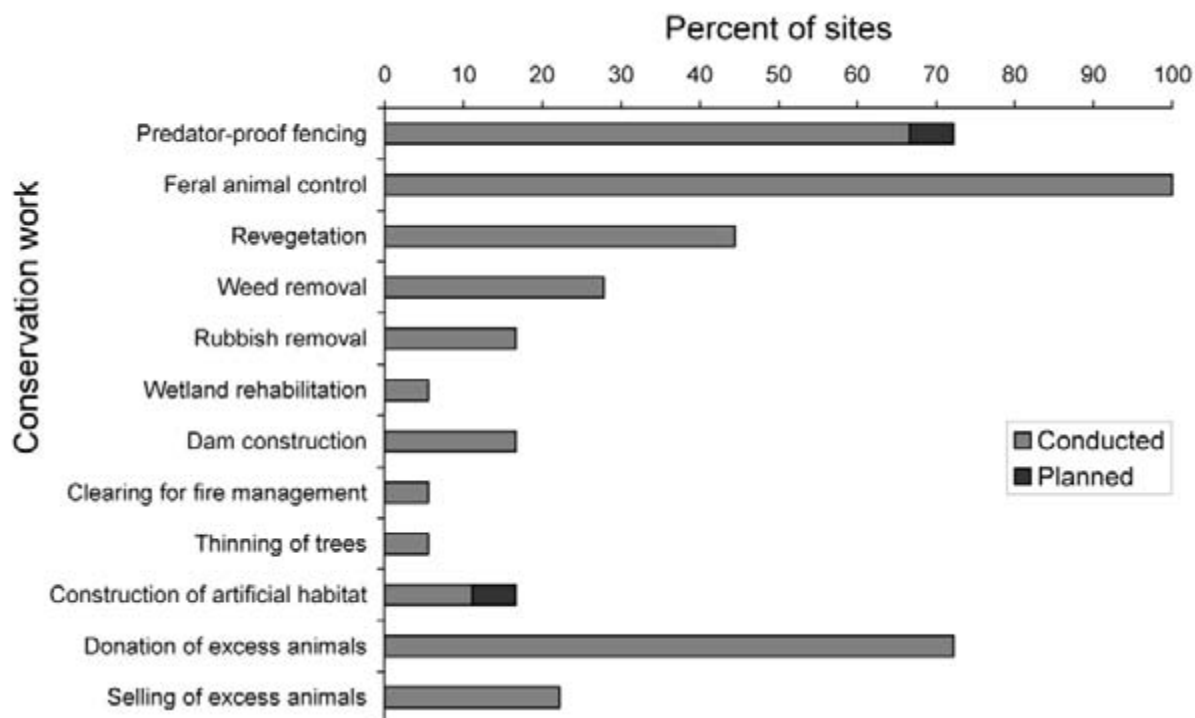 Percent of sites
0 10 20 30 40 50 60 70 80 90 100
Conservation work
Predator-proof fencing
Feral animal control
Revegetation
Weed removal
Rubbish removal
Wetland rehabilitation
Dam construction
Clearing for fire management
Thinning of trees
Construction of artificial habitat
Donation of excess animals
Selling of excess animals
Conducted
Planned